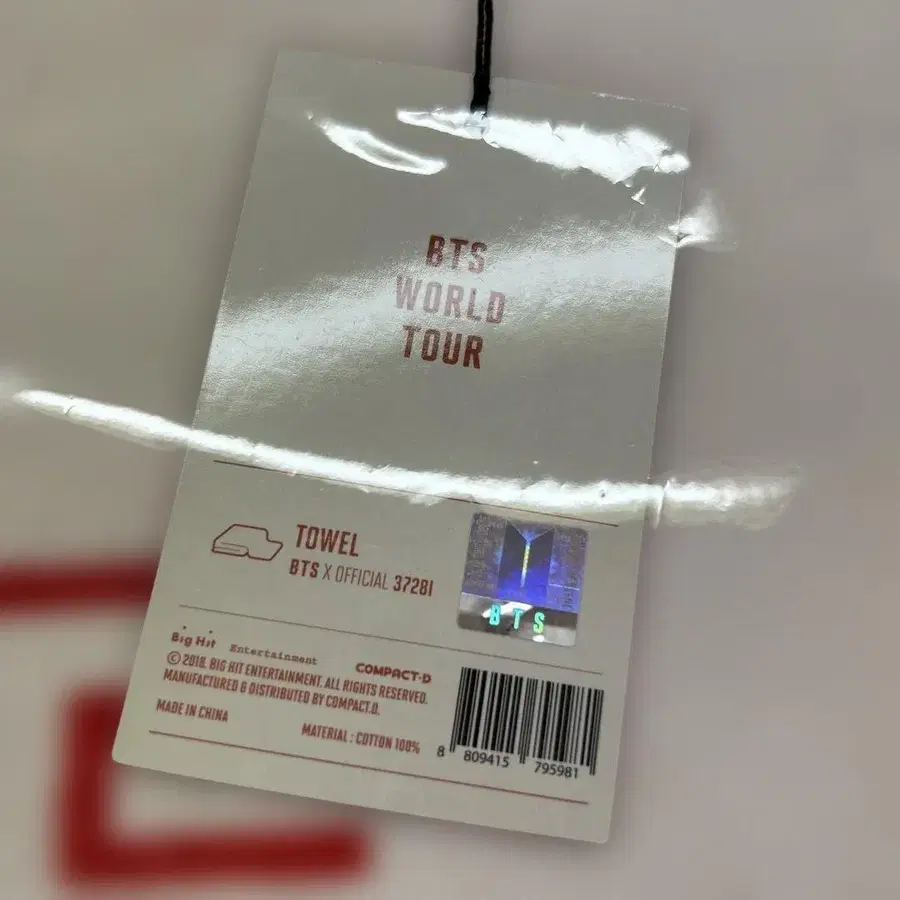 BTS
WORLD
TOUR
TOWEL
BTS X OFFICIAL 37281
BTS
Big Hit Entertainment COMPACT-D
© 2018. BIG HIT ENTERTAINMENT. ALL RIGHTS RESERVED.
MANUFACTURED & DISTRIBUTED BY COMPACT.D.
MADE IN CHINA
MATERIAL : COTTON 100%
8 809415 795981